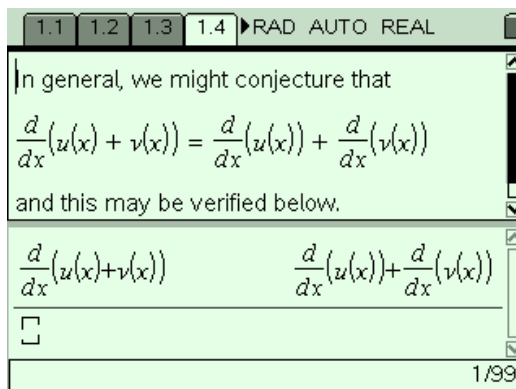 1.1 1.2 1.3 1.4 ▶RAD AUTO REAL
In general, we might conjecture that
d/dx(u(x) + v(x)) = d/dx(u(x)) + d/dx(v(x))
and this may be verified below.
d/dx(u(x)+v(x)) d/dx(u(x))+d/dx(v(x))
1/99